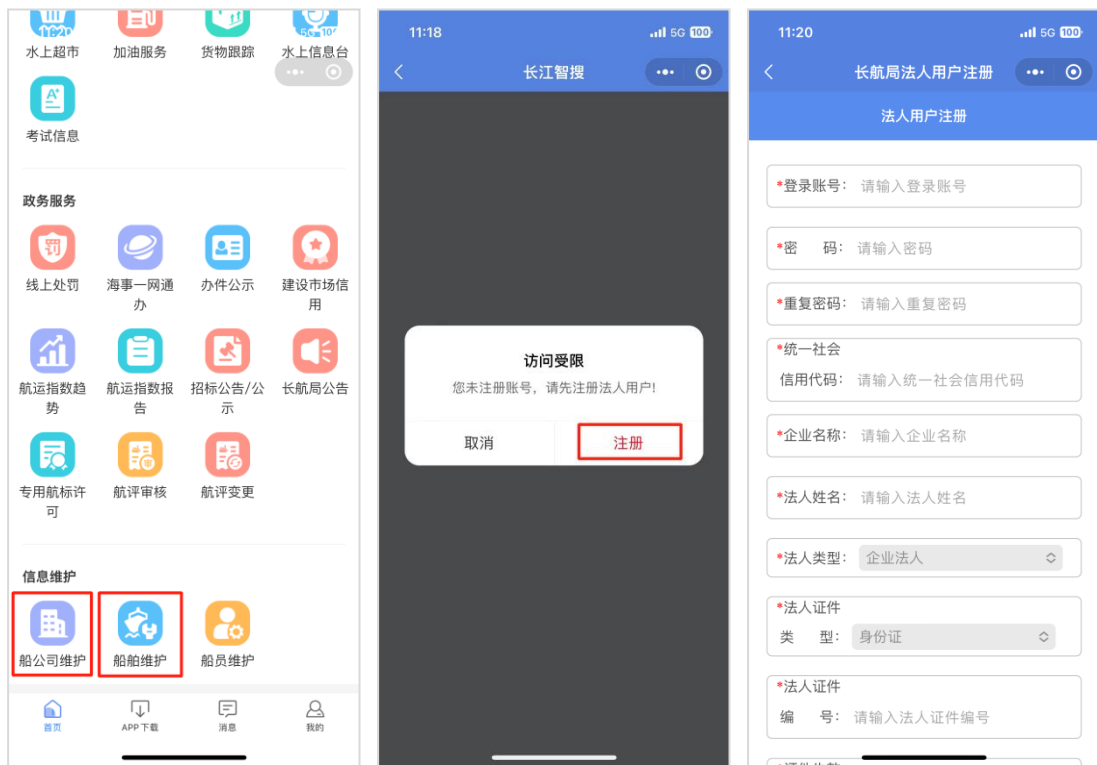 11:20
5G 10
水上超市 加油服务 货物跟踪 水上信息台
考试信息
政务服务
线上处罚 海事一网通办 办件公示 建设市场信用
航运指数趋势 航运指数报告 招标公告/公示 长航局公告
专用航标许可 航评审核 航评变更
信息维护
船公司维护 船舶维护 船员维护
首页 APP下载 消息 我的
11:18 5G 100
长江智搜
访问受限
您未注册账号，请先注册法人用户!
取消 注册
11:20 5G 100
长航局法人用户注册
法人用户注册
*登录账号： 请输入登录账号
*密 码： 请输入密码
*重复密码： 请输入重复密码
*统一社会
信用代码： 请输入统一社会信用代码
*企业名称： 请输入企业名称
*法人姓名： 请输入法人姓名
*法人类型： 企业法人
*法人证件
类 型： 身份证
*法人证件
编 号： 请输入法人证件编号